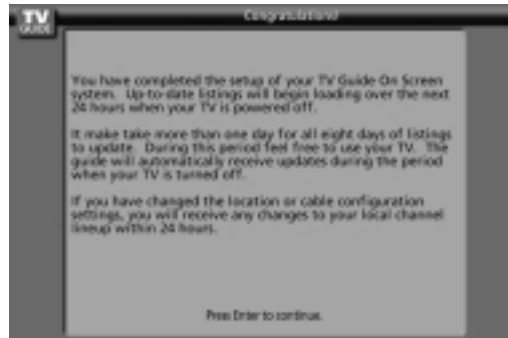 Congratulations!
TV
GUIDE
You have completed the setup of your TV Guide On Screen
system. Up-to-date listings will begin loading over the next
24 hours when your TV is powered off.
It make take more than one day for all eight days of listings
to update. During this period feel free to use your TV. The
guide will automatically receive updates during the period
when your TV is turned off.
If you have changed the location or cable configuration
settings, you will receive any changes to your local channel
lineup within 24 hours.
Press Enter to continue.